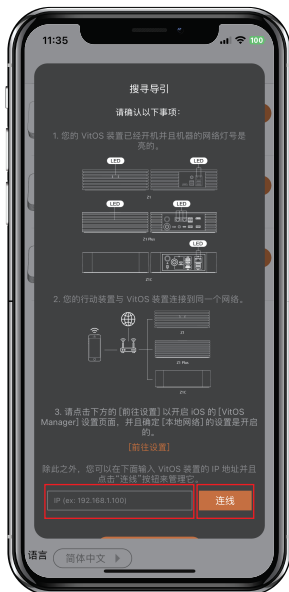 11:35
100
搜寻导引
请确认以下事项:
1. 您的 VitOS 装置已经开机并且机器的网络灯号是
亮的。
LED
LED
Z1
LED
LED
Z1 Plus
LED
Z1E
2. 您的行动装置与 VitOS 装置连接到同一个网络。
Z1
Z1 Plus
Z1E
3. 请点击下方的 [前往设置] 以开启 iOS 的 [VitOS
Manager] 设置页面，并且确定 [本地网络] 的设置是开启
的。
[前往设置]
除此之外，您可以在下面输入 VitOS 装置的 IP 地址并且
点击“连线”按钮来管理它。
IP (ex: 192.168.1.100)
连线
语言
简体中文